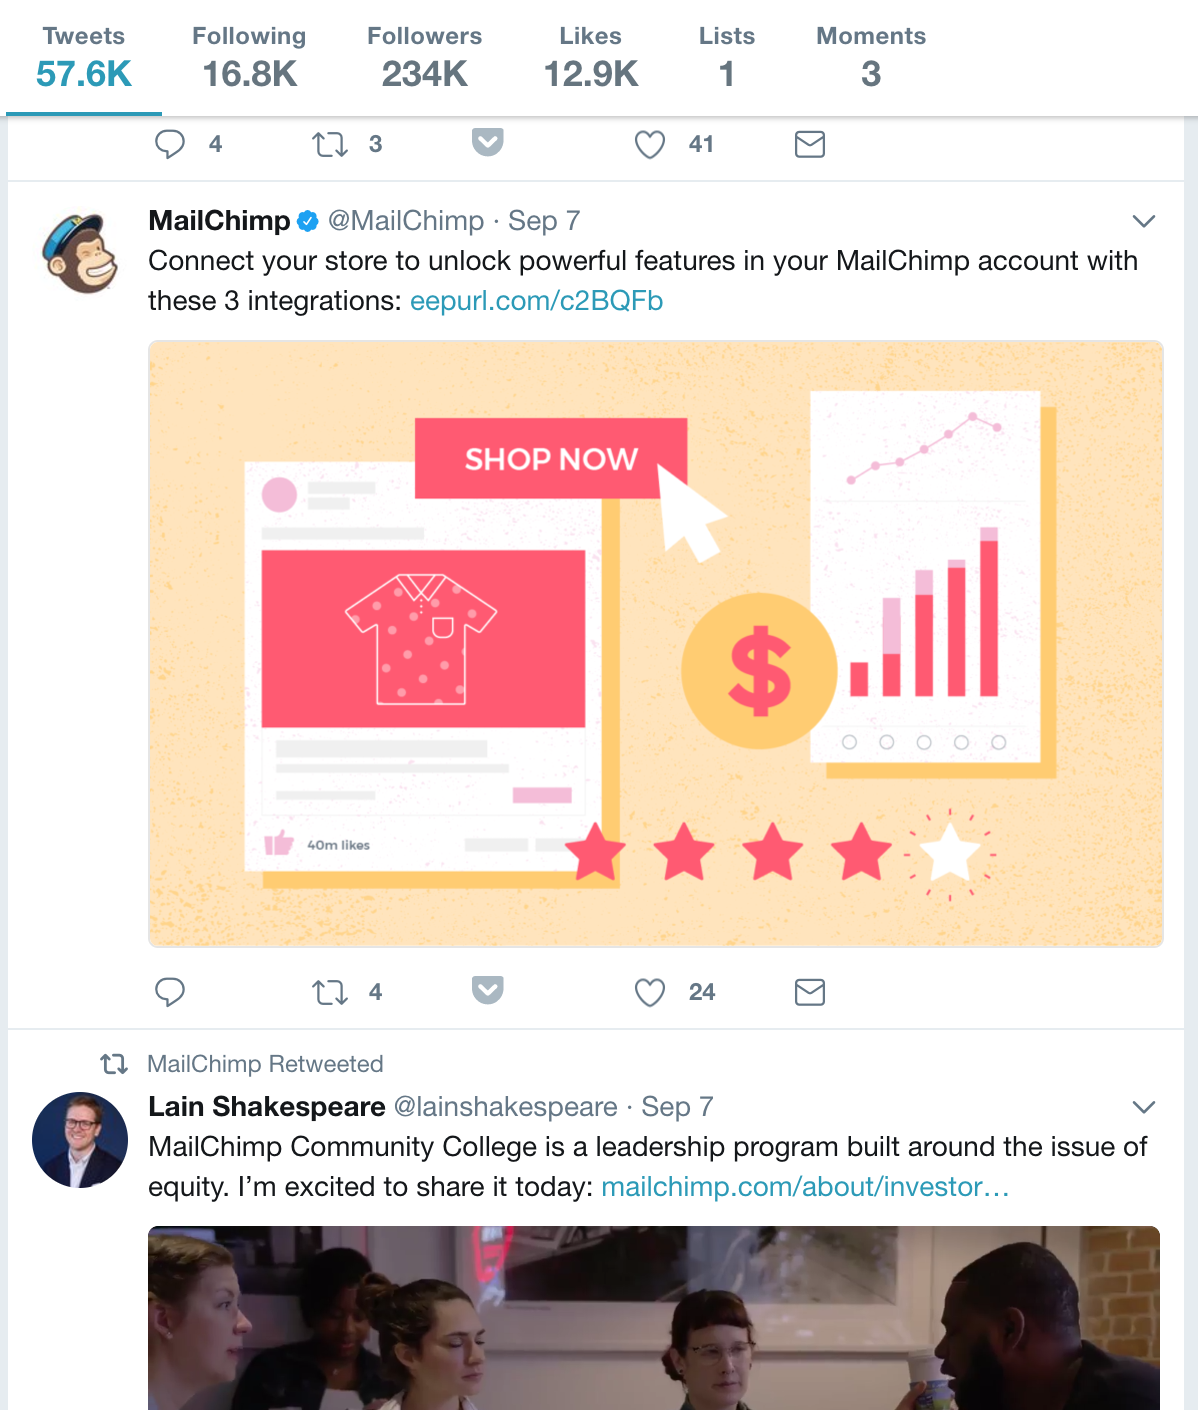 Tweets Following Followers Likes Lists Moments
57.6K 16.8K 234K 12.9K 1 3
4 3 41
MailChimp @MailChimp · Sep 7
Connect your store to unlock powerful features in your MailChimp account with
these 3 integrations: eepurl.com/c2BQFb
SHOP NOW
$
40m likes
4 24
MailChimp Retweeted
Lain Shakespeare @lainshakespeare · Sep 7
MailChimp Community College is a leadership program built around the issue of
equity. I’m excited to share it today: mailchimp.com/about/investor…